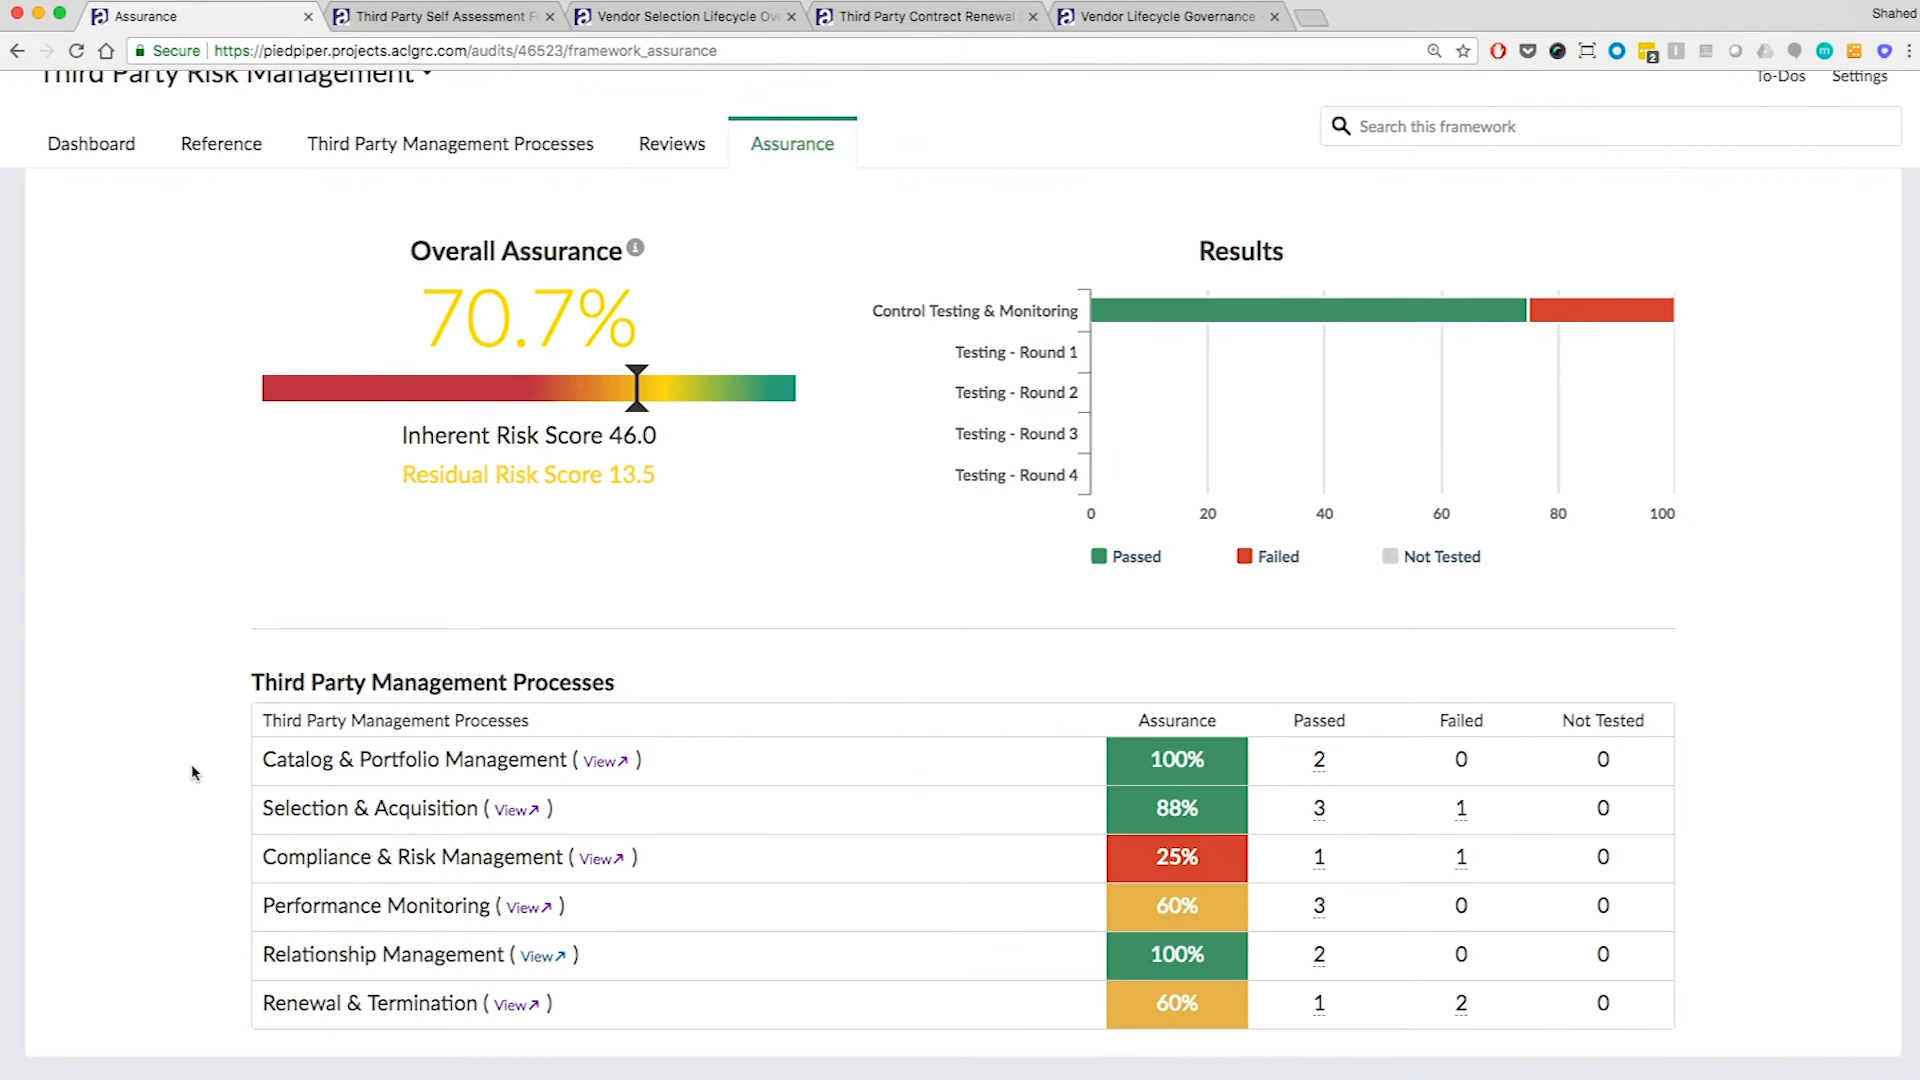 Assurance
Third Party Self Assessment F
Vendor Selection Lifecycle Ov
Third Party Contract Renewal
Vendor Lifecycle Governance
Shahed
Secure
https://piedpiper.projects.aclgrc.com/audits/46523/framework_assurance
2
Third Party Risk Management
To-Dos
Settings
Dashboard
Reference
Third Party Management Processes
Reviews
Assurance
Search this framework
Overall Assurance
70.7%
Inherent Risk Score 46.0
Residual Risk Score 13.5
Results
Control Testing & Monitoring
Testing - Round 1
Testing - Round 2
Testing - Round 3
Testing - Round 4
0 20 40 60 80 100
Passed Failed Not Tested
Third Party Management Processes
Third Party Management Processes Assurance Passed Failed Not Tested
Catalog & Portfolio Management ( View ) 100% 2 0 0
Selection & Acquisition ( View ) 88% 3 1 0
Compliance & Risk Management ( View ) 25% 1 1 0
Performance Monitoring ( View ) 60% 3 0 0
Relationship Management ( View ) 100% 2 0 0
Renewal & Termination ( View ) 60% 1 2 0